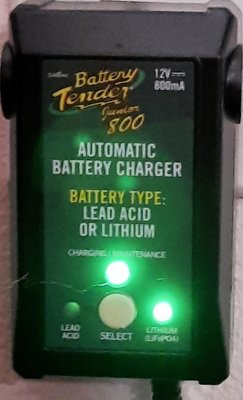 Battery
Tender
Junior
800
12V⎓
800mA
AUTOMATIC
BATTERY CHARGER
BATTERY TYPE:
LEAD ACID
OR LITHIUM
CHARGING / MAINTENANCE
LEAD
ACID
SELECT
LITHIUM
(LiFePO4)